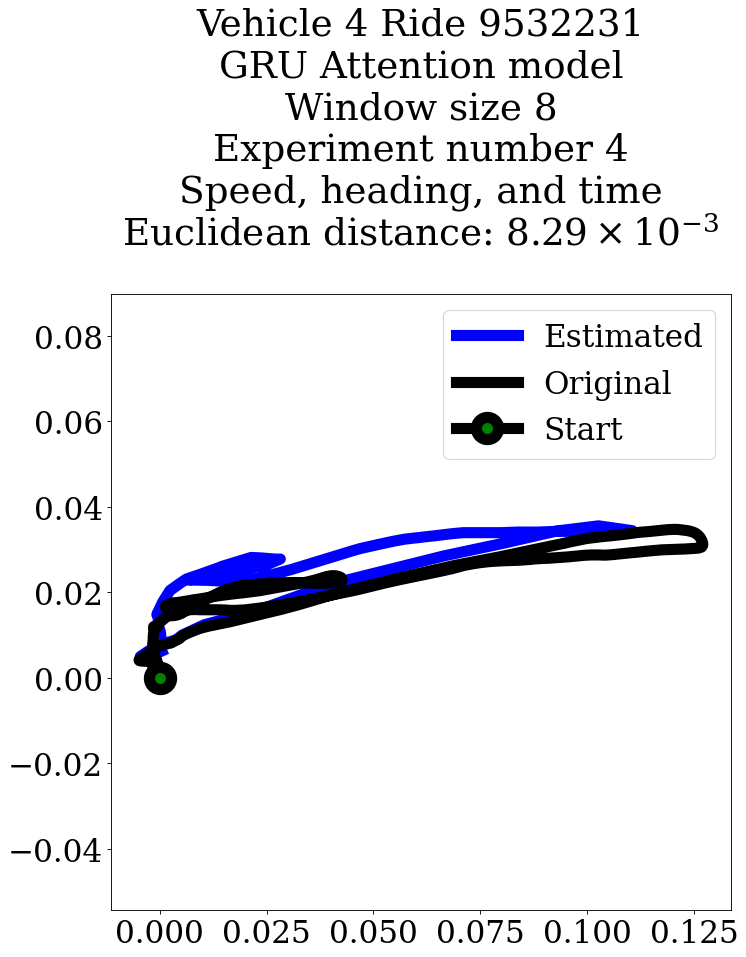 Vehicle 4 Ride 9532231
GRU Attention model
Window size 8
Experiment number 4
Speed, heading, and time
Euclidean distance: 8.29 × 10⁻³
Estimated
Original
Start
0.08
0.06
0.04
0.02
0.00
−0.02
−0.04
0.000 0.025 0.050 0.075 0.100 0.125